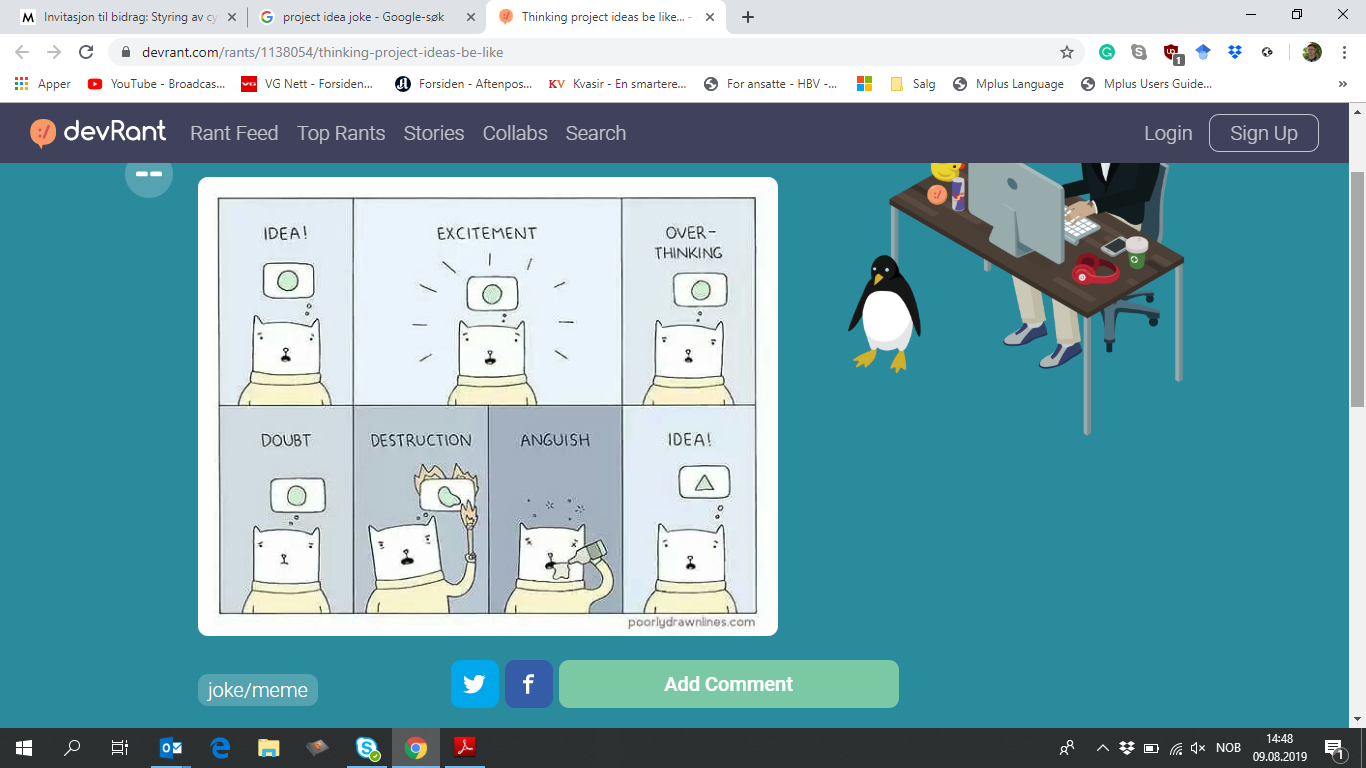 Invitasjon til bidrag: Styring av cy
project idea joke - Google-søk
Thinking project ideas be like... -
devrant.com/rants/1138054/thinking-project-ideas-be-like
1
Apper
YouTube - Broadcas...
VG Nett - Forsiden...
Forsiden - Aftenpos...
Kvasir - En smartere...
For ansatte - HBV -...
Salg
Mplus Language
Mplus Users Guide...
devRant
Rant Feed
Top Rants
Stories
Collabs
Search
Login
Sign Up
IDEA!
EXCITEMENT
OVER-
THINKING
DOUBT
DESTRUCTION
ANGUISH
IDEA!
poorlydrawnlines.com
joke/meme
Add Comment
NOB
14:48
09.08.2019
1